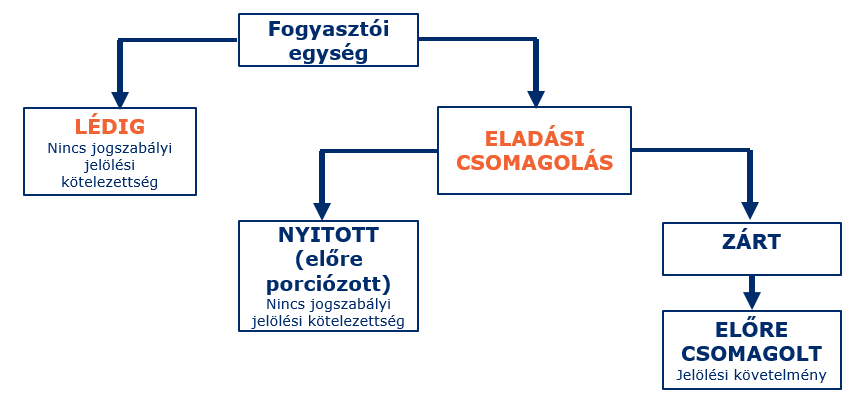 Fogyasztói
egység
LÉDIG
Nincs jogszabályi
jelölési
kötelezettség
ELADÁSI
CSOMAGOLÁS
NYITOTT
(előre
porciózott)
Nincs jogszabályi
jelölési kötelezettség
ZÁRT
ELŐRE
CSOMAGOLT
Jelölési követelmény